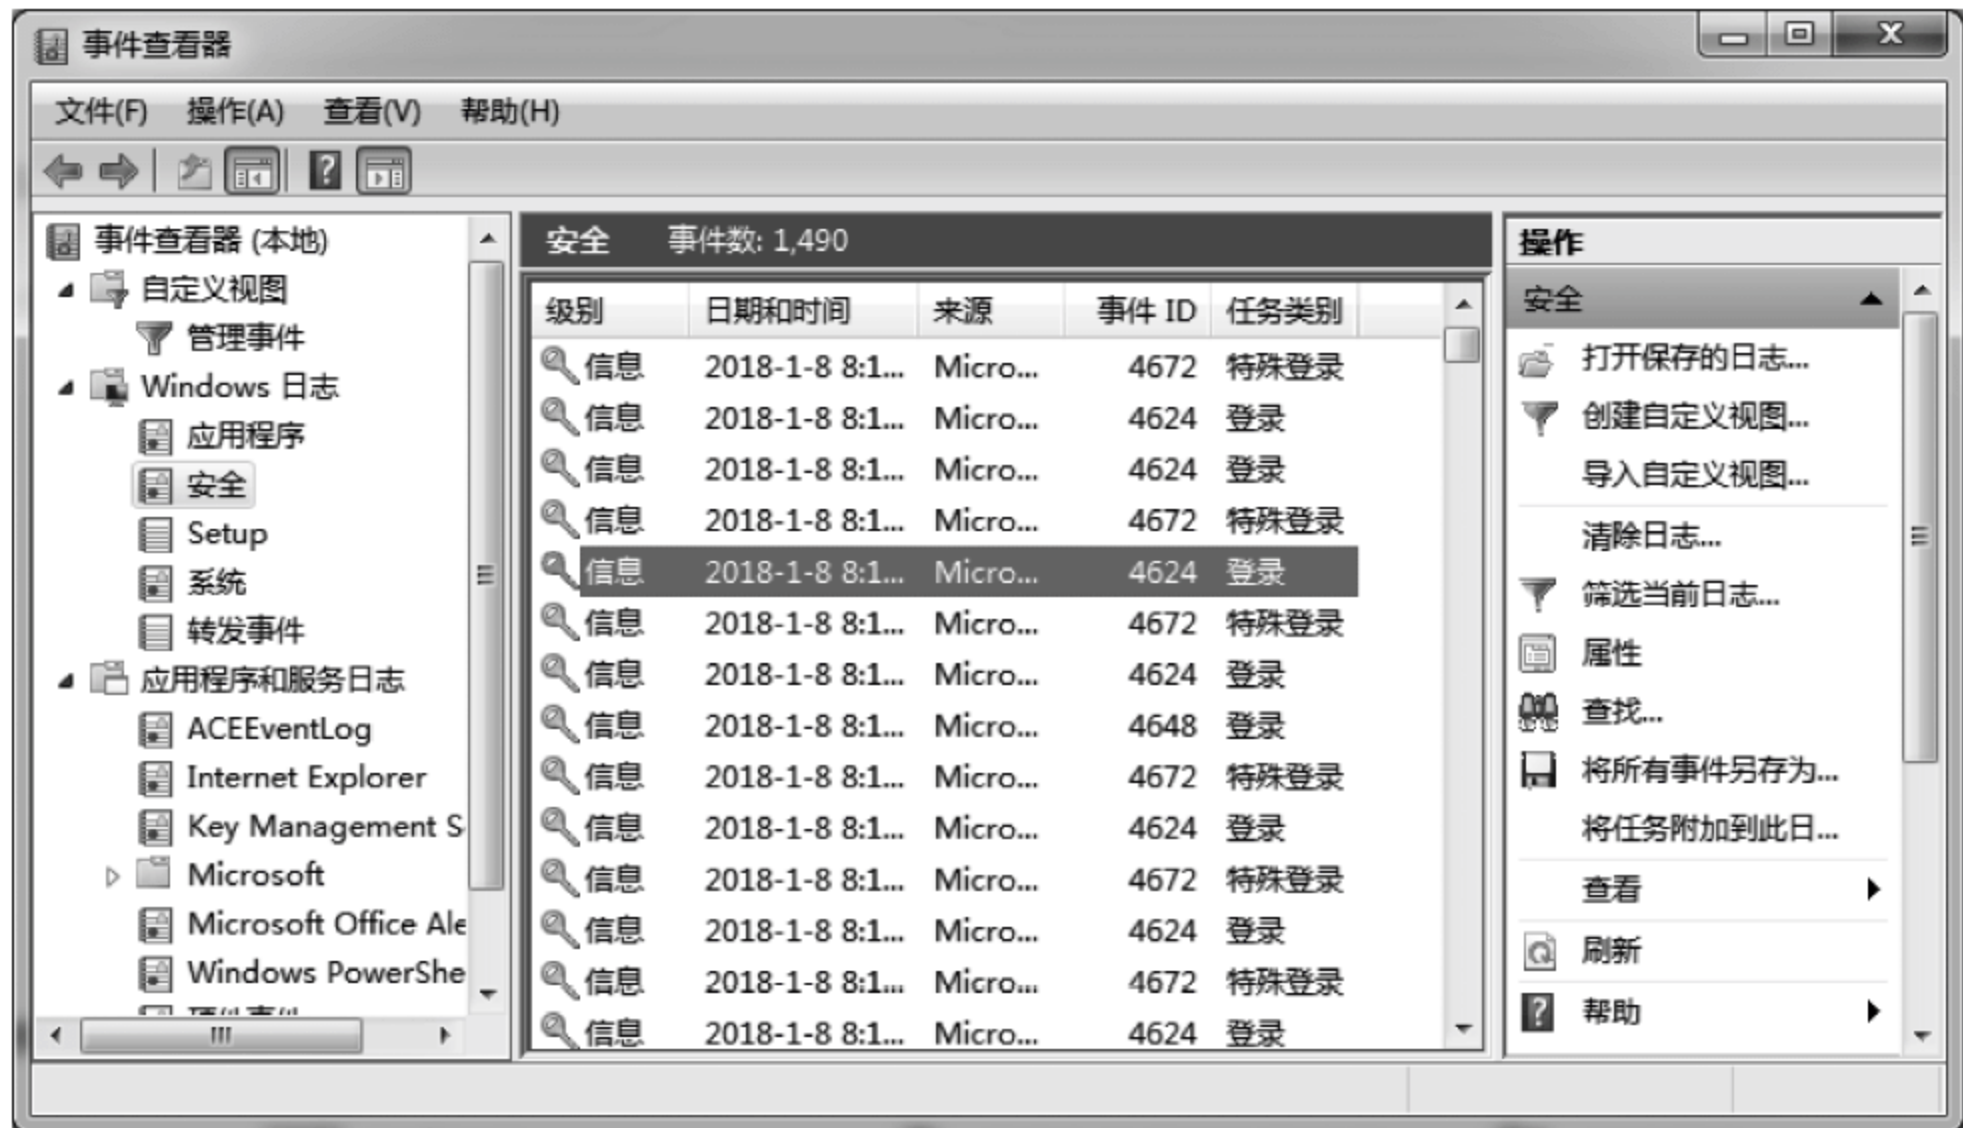 事件查看器
文件(F) 操作(A) 查看(V) 帮助(H)
事件查看器 (本地)
自定义视图
管理事件
Windows 日志
应用程序
安全
Setup
系统
转发事件
应用程序和服务日志
ACEEventLog
Internet Explorer
Key Management S
Microsoft
Microsoft Office Ale
Windows PowerShe
安全 事件数: 1,490
级别 日期和时间 来源 事件 ID 任务类别
信息 2018-1-8 8:1... Micro... 4672 特殊登录
信息 2018-1-8 8:1... Micro... 4624 登录
信息 2018-1-8 8:1... Micro... 4624 登录
信息 2018-1-8 8:1... Micro... 4672 特殊登录
信息 2018-1-8 8:1... Micro... 4624 登录
信息 2018-1-8 8:1... Micro... 4672 特殊登录
信息 2018-1-8 8:1... Micro... 4624 登录
信息 2018-1-8 8:1... Micro... 4648 登录
信息 2018-1-8 8:1... Micro... 4672 特殊登录
信息 2018-1-8 8:1... Micro... 4624 登录
信息 2018-1-8 8:1... Micro... 4672 特殊登录
信息 2018-1-8 8:1... Micro... 4624 登录
信息 2018-1-8 8:1... Micro... 4672 特殊登录
信息 2018-1-8 8:1... Micro... 4624 登录
操作
安全
打开保存的日志...
创建自定义视图...
导入自定义视图...
清除日志...
筛选当前日志...
属性
查找...
将所有事件另存为...
将任务附加到此日...
查看
刷新
帮助